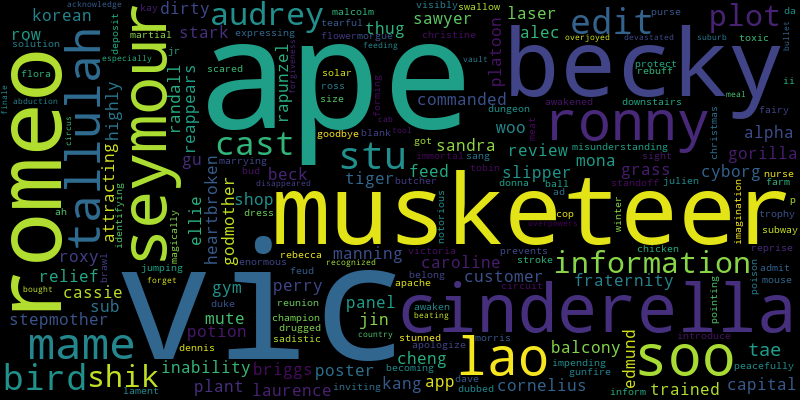 acknowledge
korean
dirty
kay
audrey
malcolm
tearful
flowermorgue
thug
visibly
swallow
sawyer
laser
purse
edit
plot
da
suburb
bullet
row
solution
deposit
martial
jr
stark
expressing
feeding
christine
alec
overjoyed
devastated
toxic
ape
becky
romeo
tallulah
seymour
especially
flora
highly
randall
reappears
scared
rapunzel
forgiveness
solar
ross
size
goodbye
blank
forming
cab
tool
vault
platoon
commanded
dungeon
awakened
protect
rebuff
downstairs
meal
ii
finale
abduction
circus
attracting
identifying
magically
gu
cast
stu
got
immortal
sang
sandra
woo
meat
ronny
misunderstanding
sight
christmas
alpha
fairy
marrying
bud
beck
disappeared
tiger
butcher
feed
review
slipper
mona
grass
gorilla
cyborg
nurse
tobin
donna
ball
standoff
julien
farm
p
trophy
ah
heartbroken
ellie
godmother
shop
dress
musketeer
notorious
ad
cop
everpowers
winter
imagination
subway
roxy
brawl
jumping
forget
vic
enormous
rebecca
feud
recognized
manning
victoria
caroline
belong
prevents
stroke
customer
information
fraternity
chicken
reprise
admit
mouse
relief
bought
cassie
sub
gym
duke
perry
reunion
champion
drugged
sadistic
panel
apache
awaken
beating
jin
country
cinderella
circuit
pointing
poison
stepmother
mute
potion
dennis
stunned
apologize
morris
lao
balcony
impending
gunfire
edmund
soo
introduce
tae
peacefully
mame
bird
shik
lament
inability
plant
briggs
laurence
poster
inviting
cheng
kang
becoming
app
dave
dubbed
cornelius
inform
trained
capital